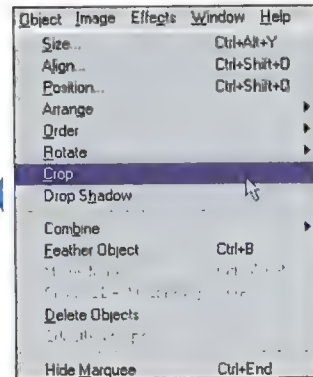 Object Image Effects Window Help
Size... Ctrl+Alt+Y
Align... Ctrl+Shift+D
Position... Ctrl+Shift+Q
Arrange
Order
Rotate
Crop
Drop Shadow
Combine
Feather Object Ctrl+B
Delete Objects
Hide Marquee Ctrl+End